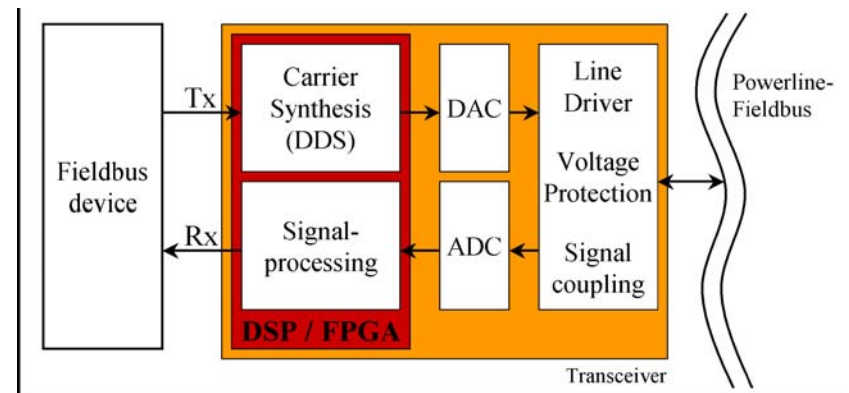 Fieldbus
device
Tx
Rx
Carrier
Synthesis
(DDS)
Signal-
processing
DSP / FPGA
DAC
ADC
Line
Driver
Voltage
Protection
Signal
coupling
Transceiver
Powerline-
Fieldbus